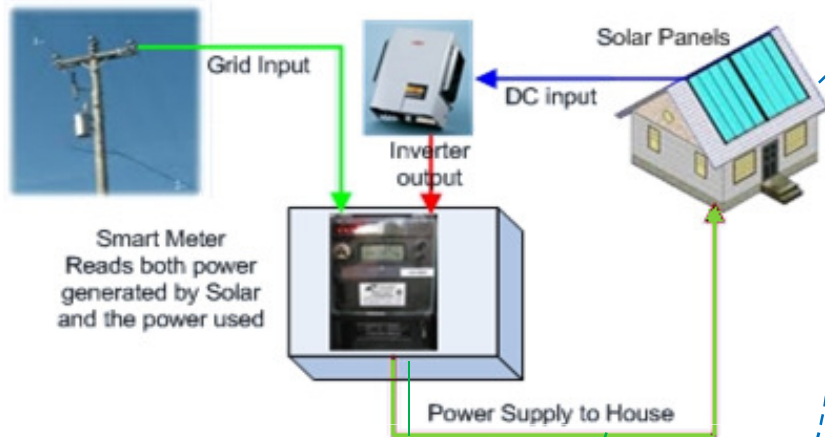 Grid Input
Solar Panels
DC input
Inverter
output
Smart Meter
Reads both power
generated by Solar
and the power used
Power Supply to House